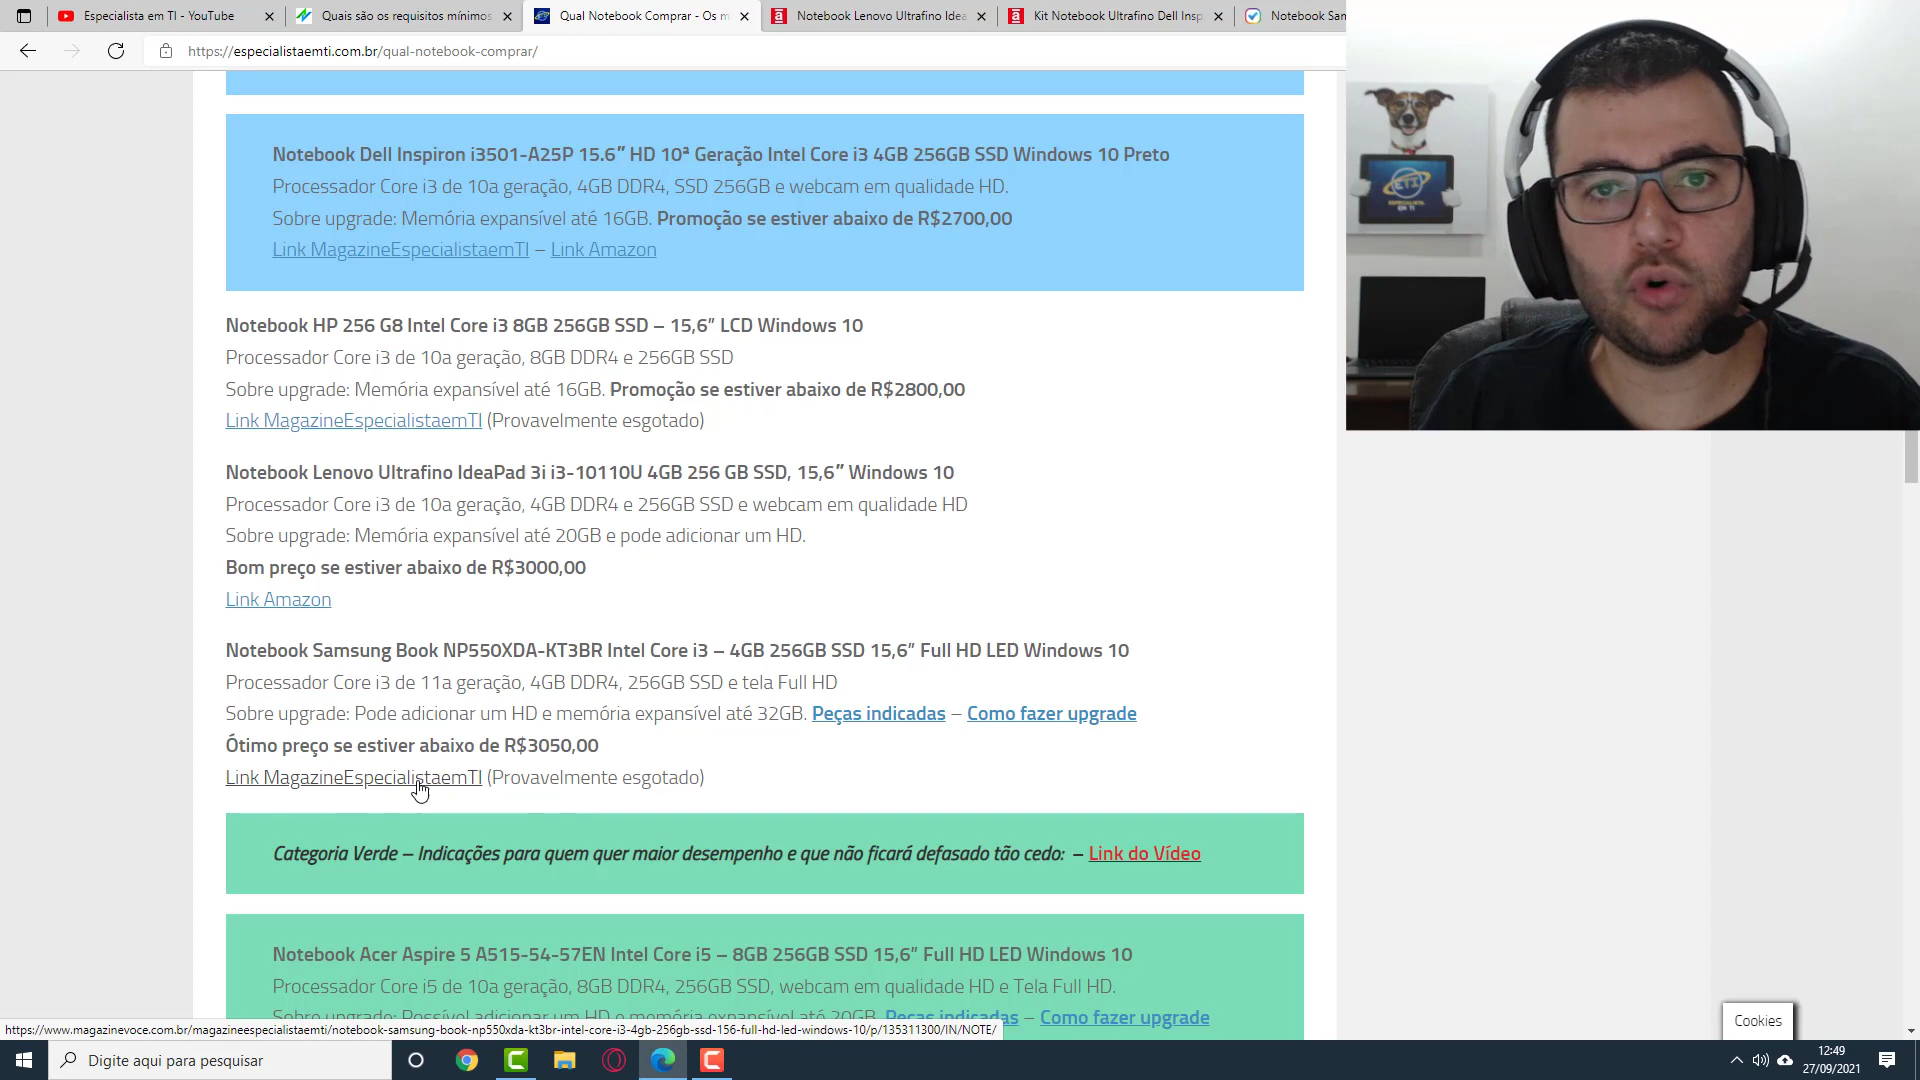 Especialista em TI - YouTube
Quais são os requisitos mínimos
Qual Notebook Comprar - Os m
Notebook Lenovo Ultrafino Idea
Kit Notebook Ultrafino Dell Insp
Notebook Sam
https://especialistaemti.com.br/qual-notebook-comprar/
Notebook Dell Inspiron i3501-A25P 15.6″ HD 10ª Geração Intel Core i3 4GB 256GB SSD Windows 10 Preto
Processador Core i3 de 10a geração, 4GB DDR4, SSD 256GB e webcam em qualidade HD.
Sobre upgrade: Memória expansível até 16GB. Promoção se estiver abaixo de R$2700,00
Link MagazineEspecialistaemTI – Link Amazon
Notebook HP 256 G8 Intel Core i3 8GB 256GB SSD – 15,6” LCD Windows 10
Processador Core i3 de 10a geração, 8GB DDR4 e 256GB SSD
Sobre upgrade: Memória expansível até 16GB. Promoção se estiver abaixo de R$2800,00
Link MagazineEspecialistaemTI (Provavelmente esgotado)
Notebook Lenovo Ultrafino IdeaPad 3i i3-10110U 4GB 256 GB SSD, 15,6″ Windows 10
Processador Core i3 de 10a geração, 4GB DDR4 e 256GB SSD e webcam em qualidade HD
Sobre upgrade: Memória expansível até 20GB e pode adicionar um HD.
Bom preço se estiver abaixo de R$3000,00
Link Amazon
Notebook Samsung Book NP550XDA-KT3BR Intel Core i3 – 4GB 256GB SSD 15,6” Full HD LED Windows 10
Processador Core i3 de 11a geração, 4GB DDR4, 256GB SSD e tela Full HD
Sobre upgrade: Pode adicionar um HD e memória expansível até 32GB. Peças indicadas – Como fazer upgrade
Ótimo preço se estiver abaixo de R$3050,00
Link MagazineEspecialistaemTI (Provavelmente esgotado)
Categoria Verde – Indicações para quem quer maior desempenho e que não ficará defasado tão cedo: – Link do Vídeo
Notebook Acer Aspire 5 A515-54-57EN Intel Core i5 – 8GB 256GB SSD 15,6” Full HD LED Windows 10
Processador Core i5 de 10a geração, 8GB DDR4, 256GB SSD, webcam em qualidade HD e Tela Full HD.
Sobre upgrade: Possível adicionar um HD e memória expansível até 20GB. Peças indicadas – Como fazer upgrade
https://www.magazinevoce.com.br/magazineespecialistaemti/notebook-samsung-book-np550xda-kt3br-intel-core-i3-4gb-256gb-ssd-156-full-hd-led-windows-10/p/135311300/IN/NOTE/
Cookies
ETI
ESPECIALISTA
EM TI
Digite aqui para pesquisar
12:49
27/09/2021